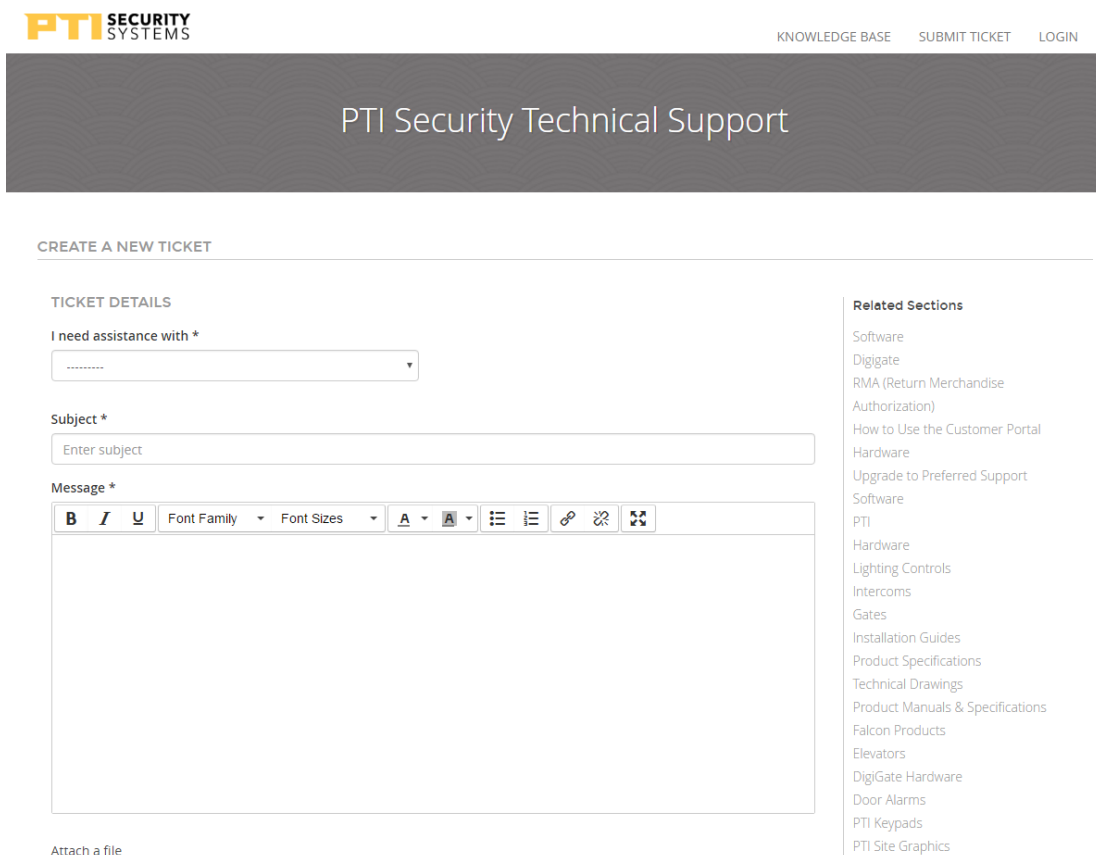 PTI SECURITY
SYSTEMS
KNOWLEDGE BASE SUBMIT TICKET LOGIN
PTI Security Technical Support
CREATE A NEW TICKET
TICKET DETAILS
I need assistance with *
---------
Subject *
Enter subject
Message *
B I U Font Family Font Sizes A A
Attach a file
Related Sections
Software
Digigate
RMA (Return Merchandise
Authorization)
How to Use the Customer Portal
Hardware
Upgrade to Preferred Support
Software
PTI
Hardware
Lighting Controls
Intercoms
Gates
Installation Guides
Product Specifications
Technical Drawings
Product Manuals & Specifications
Falcon Products
Elevators
DigiGate Hardware
Door Alarms
PTI Keypads
PTI Site Graphics